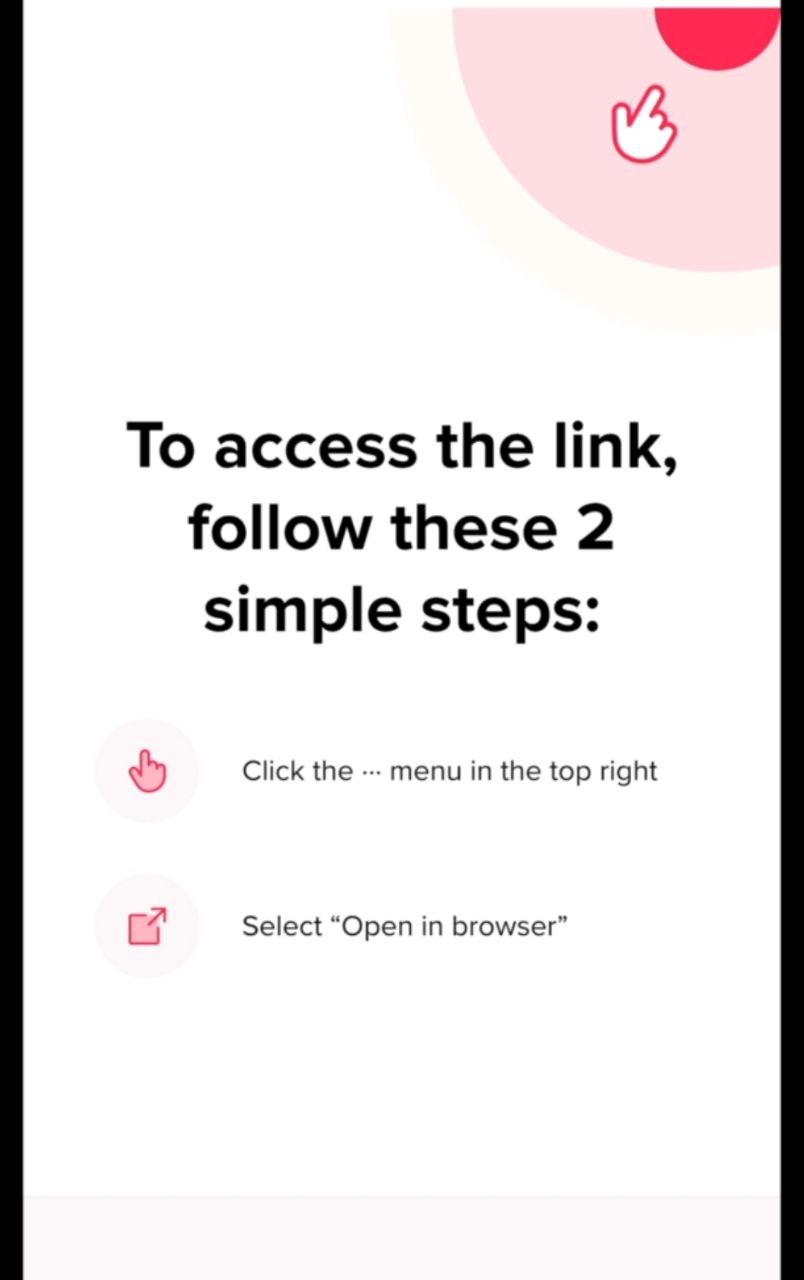 To access the link,
follow these 2
simple steps:
Click the ··· menu in the top right
Select “Open in browser”